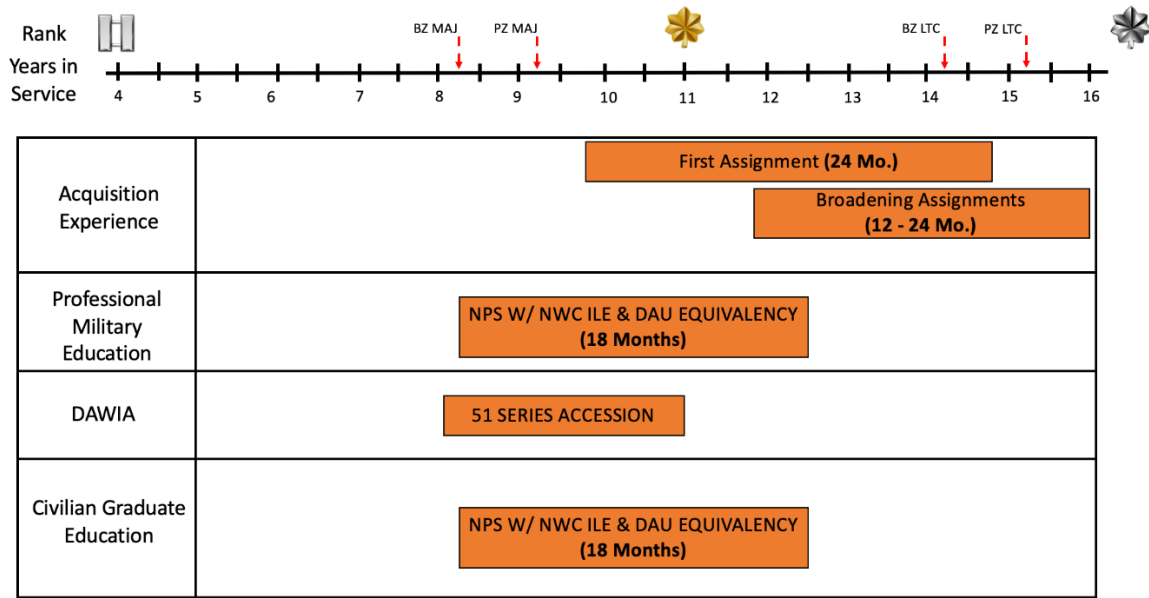 BZ MAJ
PZ MAJ
BZ LTC
PZ LTC
Rank
Years in
Service
4
5
6
7
8
9
10
11
12
13
14
15
16
Acquisition
Experience
First Assignment (24 Mo.)
Broadening Assignments
(12 - 24 Mo.)
Professional
Military
Education
NPS W/ NWC ILE & DAU EQUIVALENCY
(18 Months)
DAWIA
51 SERIES ACCESSION
Civilian Graduate
Education
NPS W/ NWC ILE & DAU EQUIVALENCY
(18 Months)